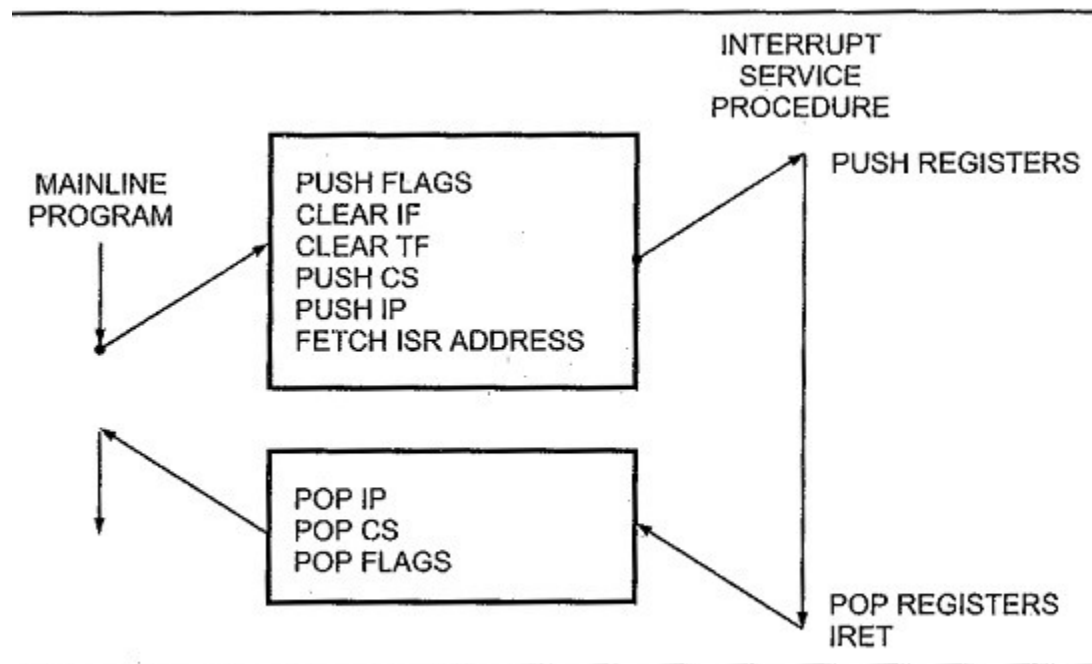 INTERRUPT
SERVICE
PROCEDURE
MAINLINE
PROGRAM
PUSH FLAGS
CLEAR IF
CLEAR TF
PUSH CS
PUSH IP
FETCH ISR ADDRESS
PUSH REGISTERS
POP IP
POP CS
POP FLAGS
POP REGISTERS
IRET